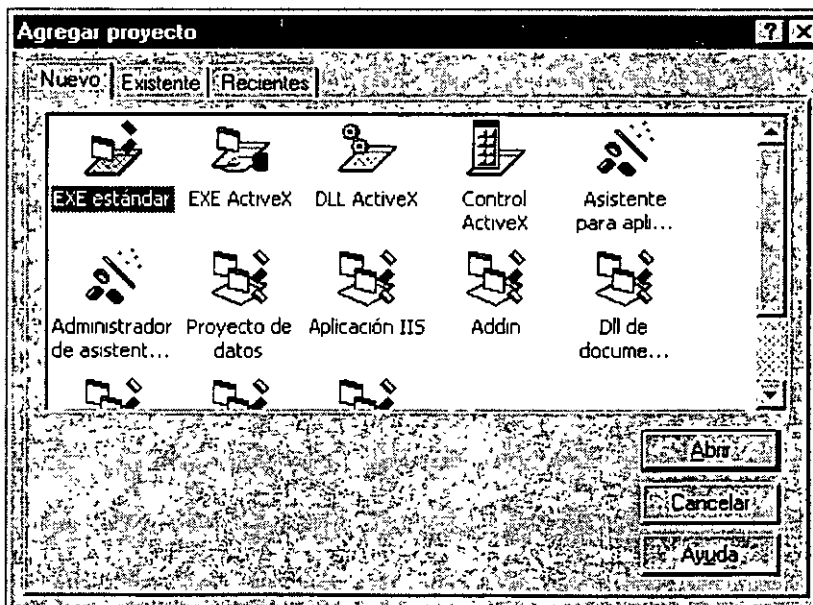 Agregar proyecto
Nuevo Existente Recientes
EXE estándar EXE ActiveX DLL ActiveX Control ActiveX Asistente para apli...
Administrador de asistent... Proyecto de datos Aplicación IIS Addin Dll de docume...
Abrir
Cancelar
Ayuda